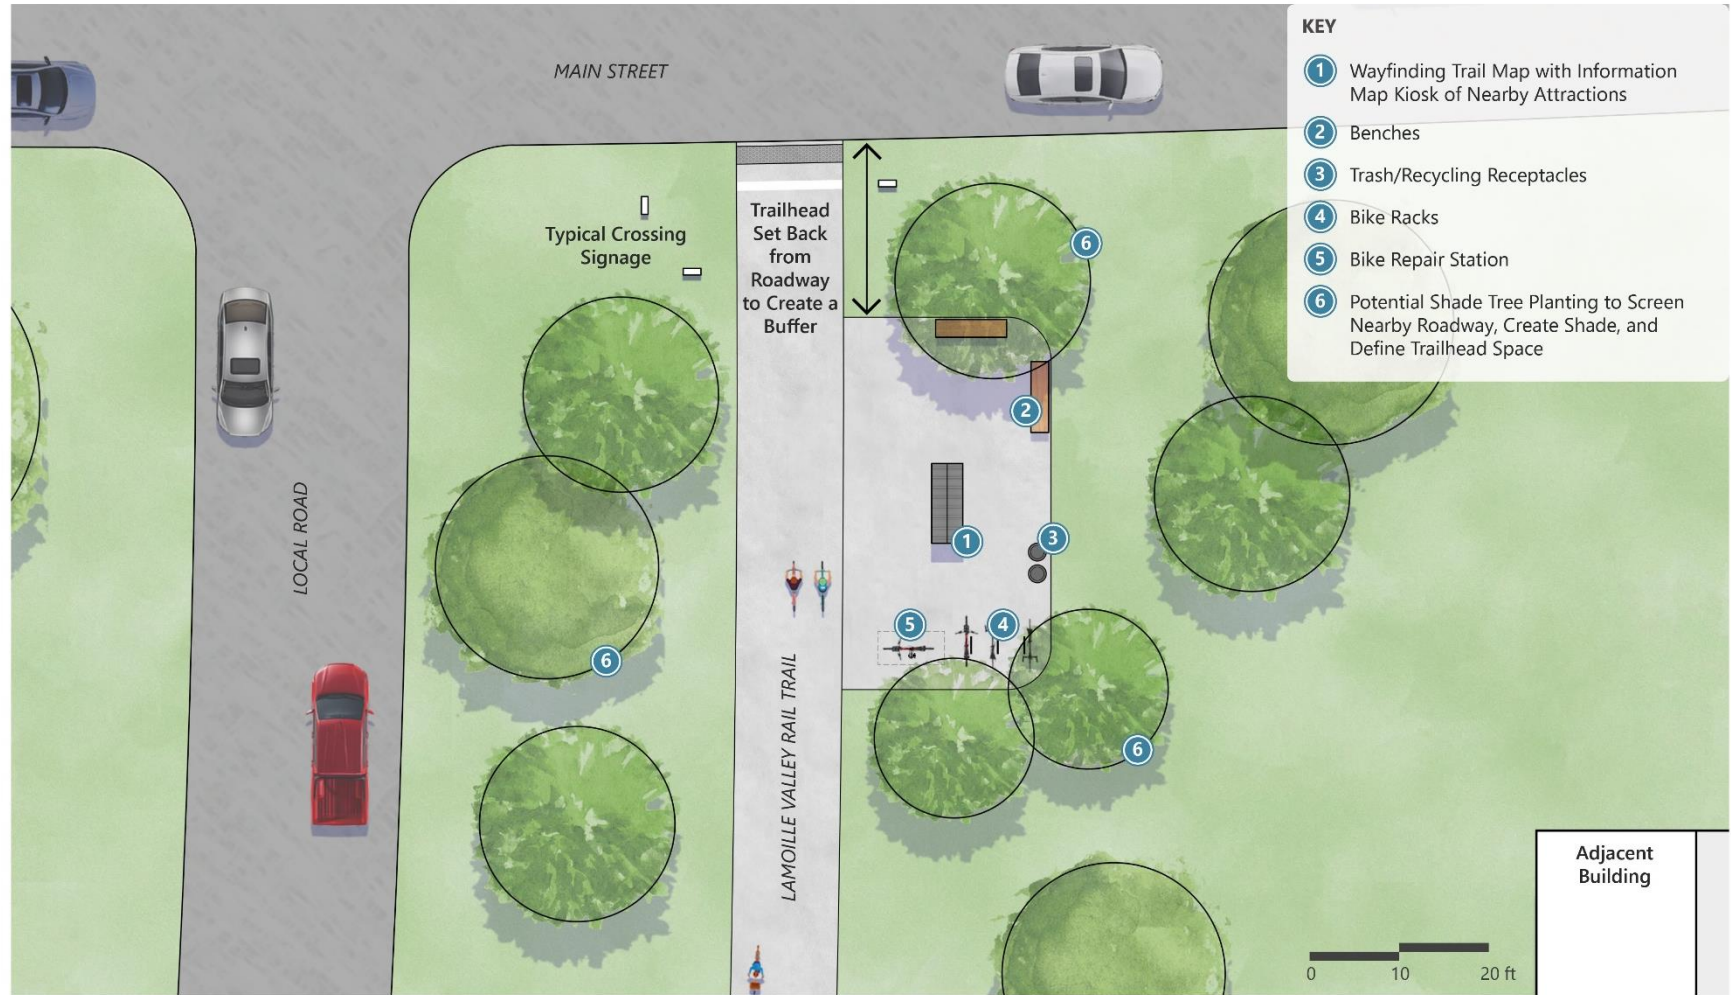 MAIN STREET
KEY
1 Wayfinding Trail Map with Information
Map Kiosk of Nearby Attractions
2 Benches
3 Trash/Recycling Receptacles
4 Bike Racks
5 Bike Repair Station
6 Potential Shade Tree Planting to Screen
Nearby Roadway, Create Shade, and
Define Trailhead Space
Typical Crossing
Signage
Trailhead
Set Back
from
Roadway
to Create a
Buffer
6
2
1
3
5
4
6
6
LOCAL ROAD
LAMOILLE VALLEY RAIL TRAIL
Adjacent
Building
0 10 20 ft